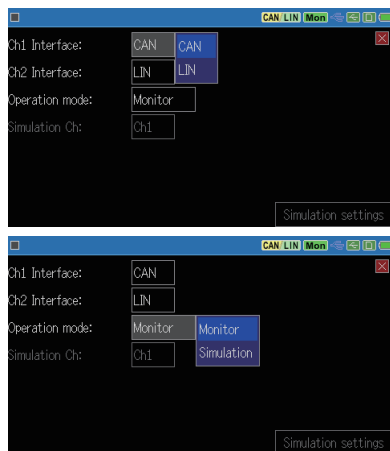 CAN/LIN Mon
Ch1 Interface: CAN CAN
LIN
Ch2 Interface: LIN
Operation mode: Monitor
Simulation Ch: Ch1
Simulation settings
CAN/LIN Mon
Ch1 Interface: CAN
Ch2 Interface: LIN
Operation mode: Monitor Monitor
Simulation Ch: Ch1 Simulation
Simulation settings